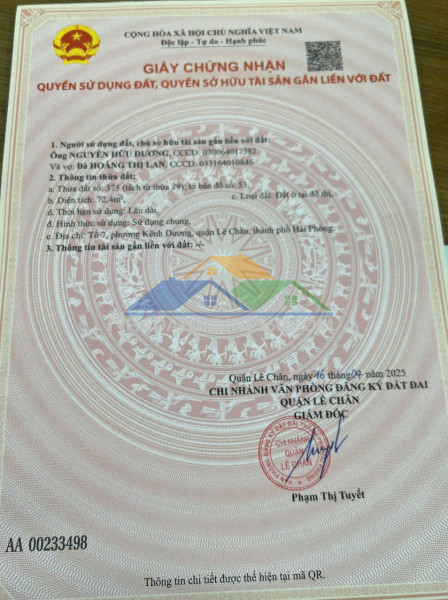 CỘNG HÒA XÃ HỘI CHỦ NGHĨA VIỆT NAM
Độc lập - Tự do - Hạnh phúc
GIẤY CHỨNG NHẬN
QUYỀN SỬ DỤNG ĐẤT, QUYỀN SỞ HỮU TÀI SẢN GẮN LIỀN VỚI ĐẤT
1. Người sử dụng đất, chủ sở hữu tài sản gắn liền với đất:
Ông NGUYỄN HỮU DƯƠNG, CCCD: 030064012582
Và vợ: Bà HOÀNG THỊ LAN, CCCD: 033164010846
2. Thông tin thửa đất:
a. Thửa đất số: 375 (tách từ thửa 29); tờ bản đồ số: 53,
b. Diện tích: 72,4m², c. Loại đất: Đất ở tại đô thị,
d. Thời hạn sử dụng: Lâu dài,
đ. Hình thức sử dụng: Sử dụng chung,
e. Địa chỉ: Tổ 7, phường Kênh Dương, quận Lê Chân, thành phố Hải Phòng.
3. Thông tin tài sản gắn liền với đất: -/-
Quận Lê Chân, ngày 16 tháng 04 năm 2025
CHI NHÁNH VĂN PHÒNG ĐĂNG KÝ ĐẤT ĐAI
QUẬN LÊ CHÂN
GIÁM ĐỐC
CHI NHÁNH
QUẬN
LÊ CHÂN
Phạm Thị Tuyết
AA 00233498
Thông tin chi tiết được thể hiện tại mã QR.